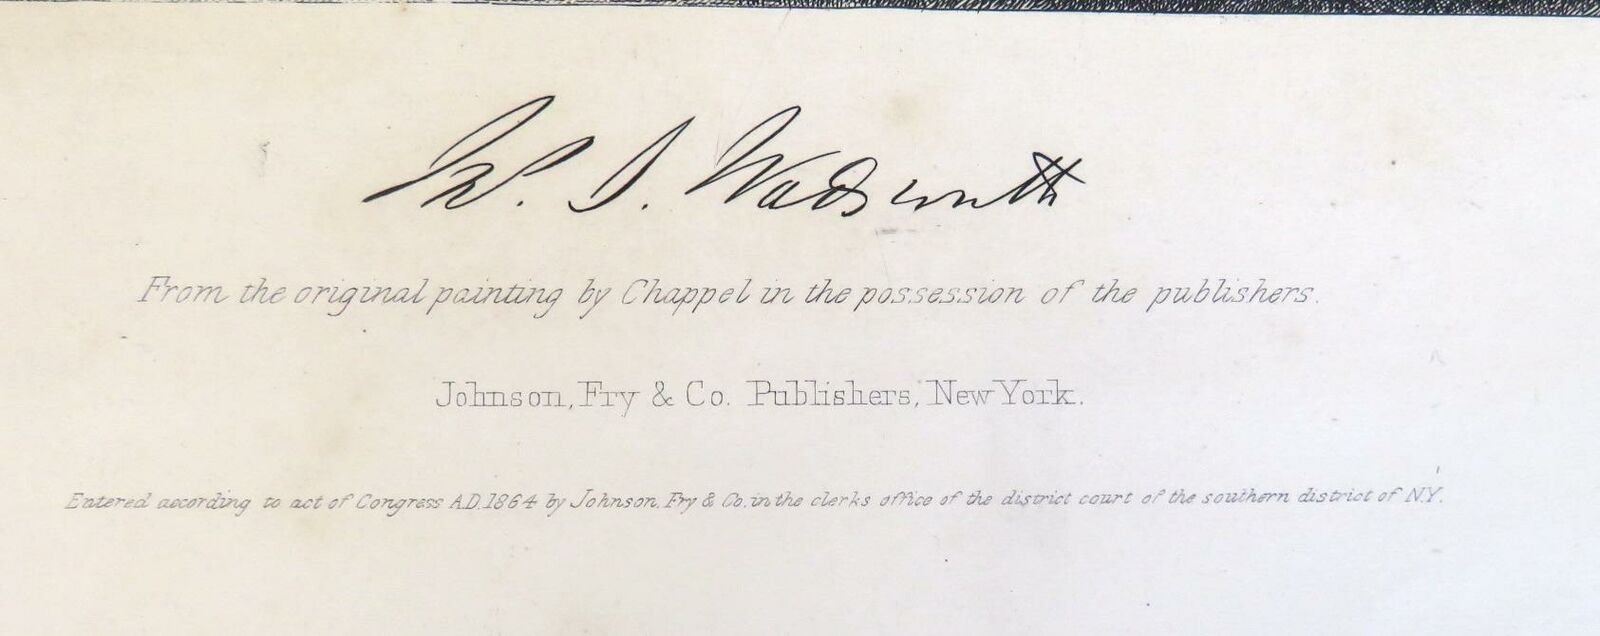 Jas. S. Wadsworth
From the original painting by Chappel in the possession of the publishers.
Johnson, Fry & Co. Publishers, New York.
Entered according to act of Congress A.D. 1864 by Johnson, Fry & Co. in the clerks office of the district court of the southern district of N.Y.